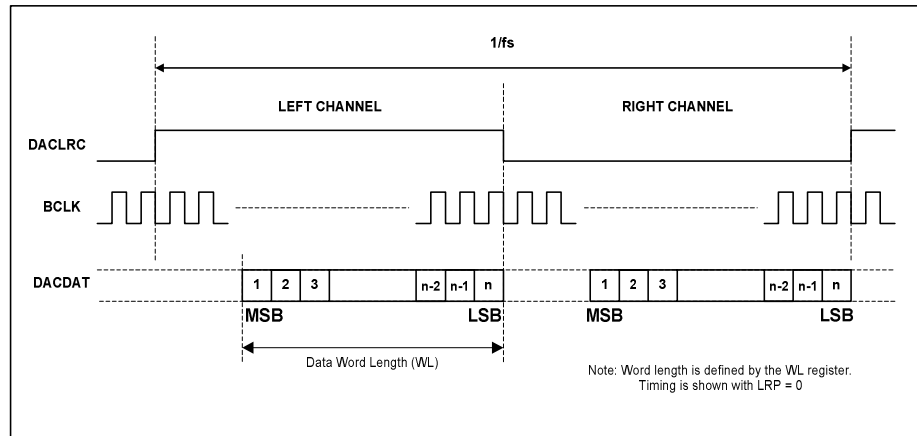 1/fs
LEFT CHANNEL RIGHT CHANNEL
DACLRC
BCLK
DACDAT
1 2 3 n-2 n-1 n 1 2 3 n-2 n-1 n
MSB LSB MSB LSB
Data Word Length (WL)
Note: Word length is defined by the WL register.
Timing is shown with LRP = 0